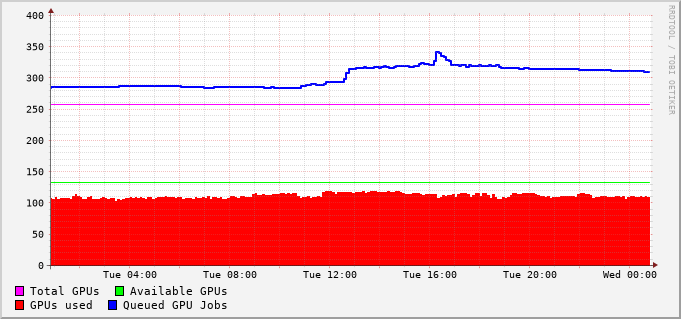 400
350
300
250
200
150
100
50
0
Tue 04:00 Tue 08:00 Tue 12:00 Tue 16:00 Tue 20:00 Wed 00:00
Total GPUs Available GPUs
GPUs used Queued GPU Jobs
RRDTOOL / TOBI OETIKER